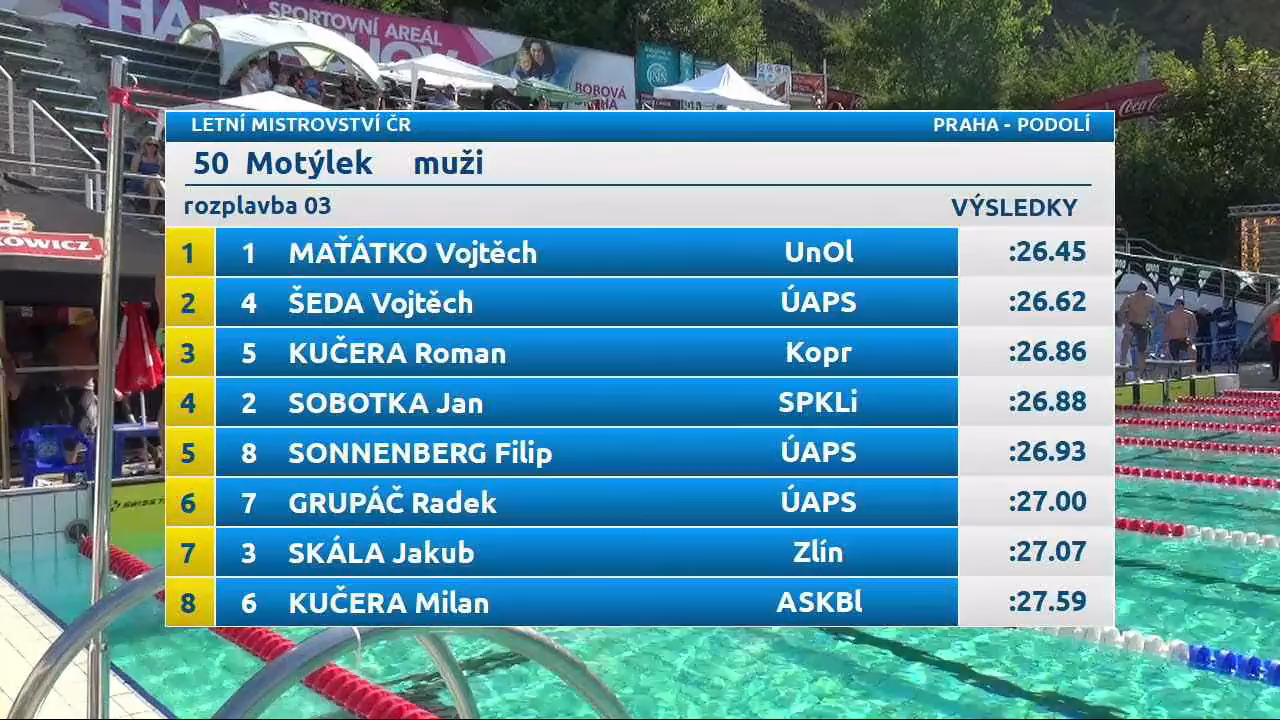 SPORTOVNÍ AREÁL
BOBOVÁ
Coca-Cola
LETNÍ MISTROVSTVÍ ČR PRAHA - PODOLÍ
50 Motýlek muži
rozplavba 03 VÝSLEDKY
1 1 MAŤÁTKO Vojtěch UnOl :26.45
2 4 ŠEDA Vojtěch ÚAPS :26.62
3 5 KUČERA Roman Kopr :26.86
4 2 SOBOTKA Jan SPKLi :26.88
5 8 SONNENBERG Filip ÚAPS :26.93
6 7 GRUPÁČ Radek ÚAPS :27.00
7 3 SKÁLA Jakub Zlín :27.07
8 6 KUČERA Milan ASKBl :27.59